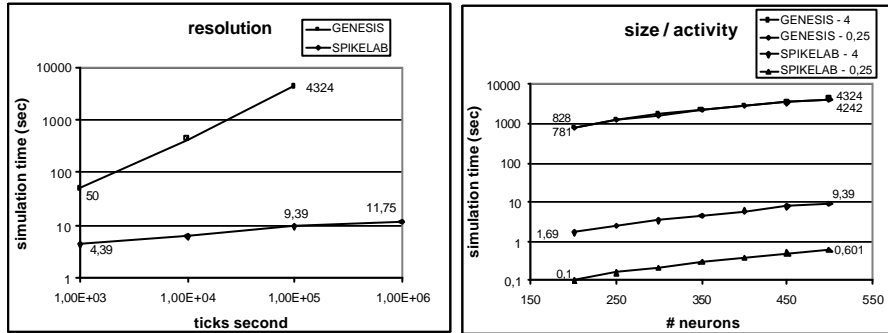 resolution
GENESIS
SPIKELAB
simulation time (sec)
10000
1000
100
10
1
4324
50
9,39
11,75
4,39
1,00E+03
1,00E+04
1,00E+05
1,00E+06
ticks second
size / activity
GENESIS - 4
GENESIS - 0,25
SPIKELAB - 4
SPIKELAB - 0,25
simulation time (sec)
10000
1000
100
10
1
0,1
828
781
4324
4242
1,69
9,39
0.1
0,601
150
250
350
450
550
# neurons